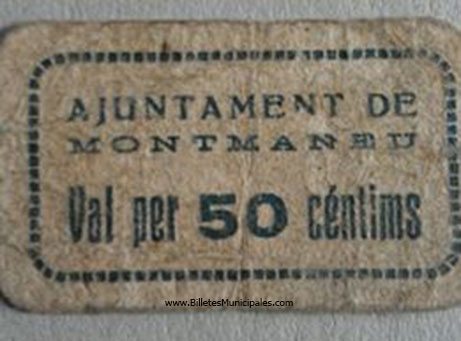 AJUNTAMENT DE
MONTMANEU
Val per 50 céntims
www.BilletesMunicipales.com